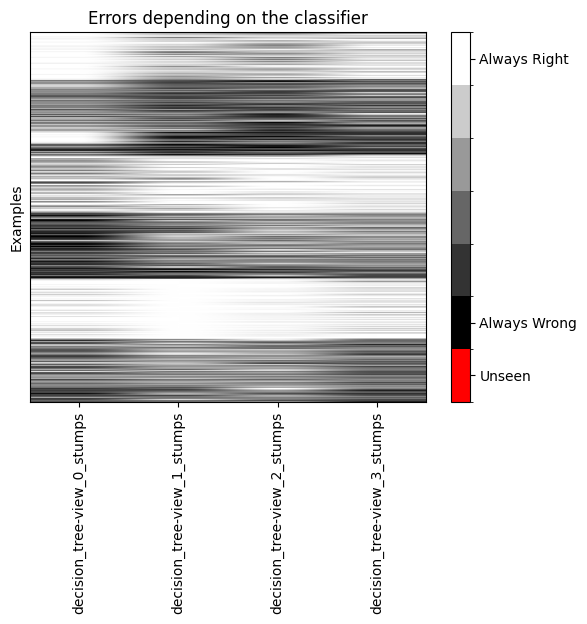 Errors depending on the classifier
Always Right
Examples
Always Wrong
Unseen
decision_tree-view_0_stumps
decision_tree-view_1_stumps
decision_tree-view_2_stumps
decision_tree-view_3_stumps